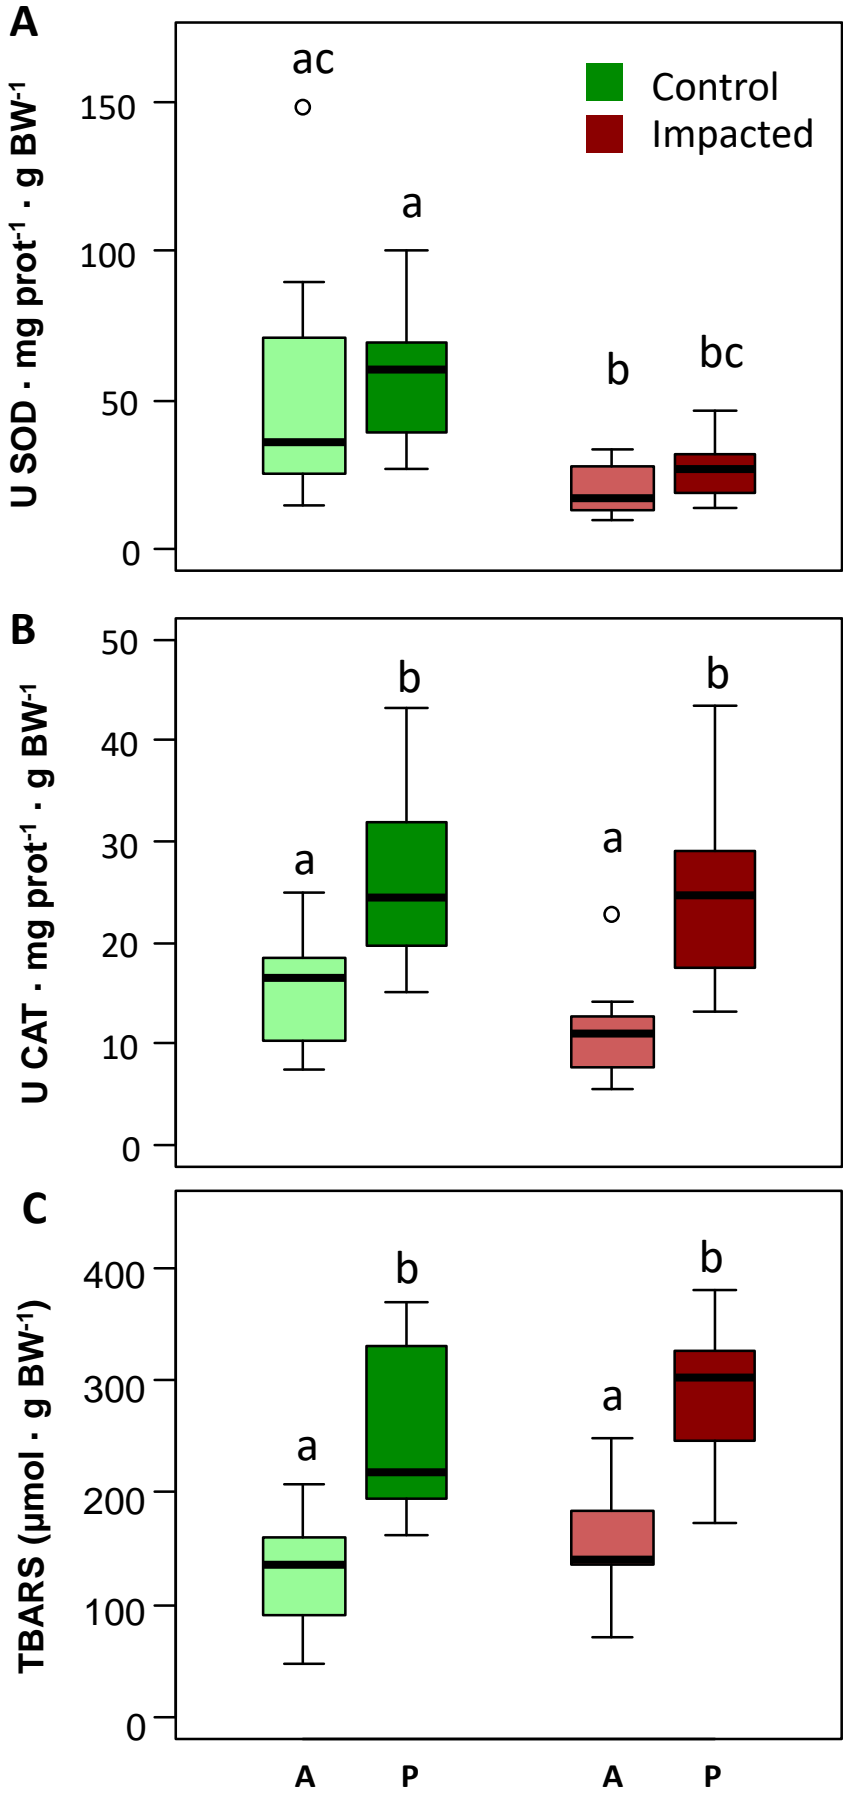 A
U SOD · mg prot⁻¹ · g BW⁻¹
150
100
50
0
ac
a
b
bc
Control
Impacted
B
U CAT · mg prot⁻¹ · g BW⁻¹
50
40
30
20
10
0
a
b
a
b
C
TBARS (µmol · g BW⁻¹)
400
300
200
100
0
a
b
a
b
A P A P